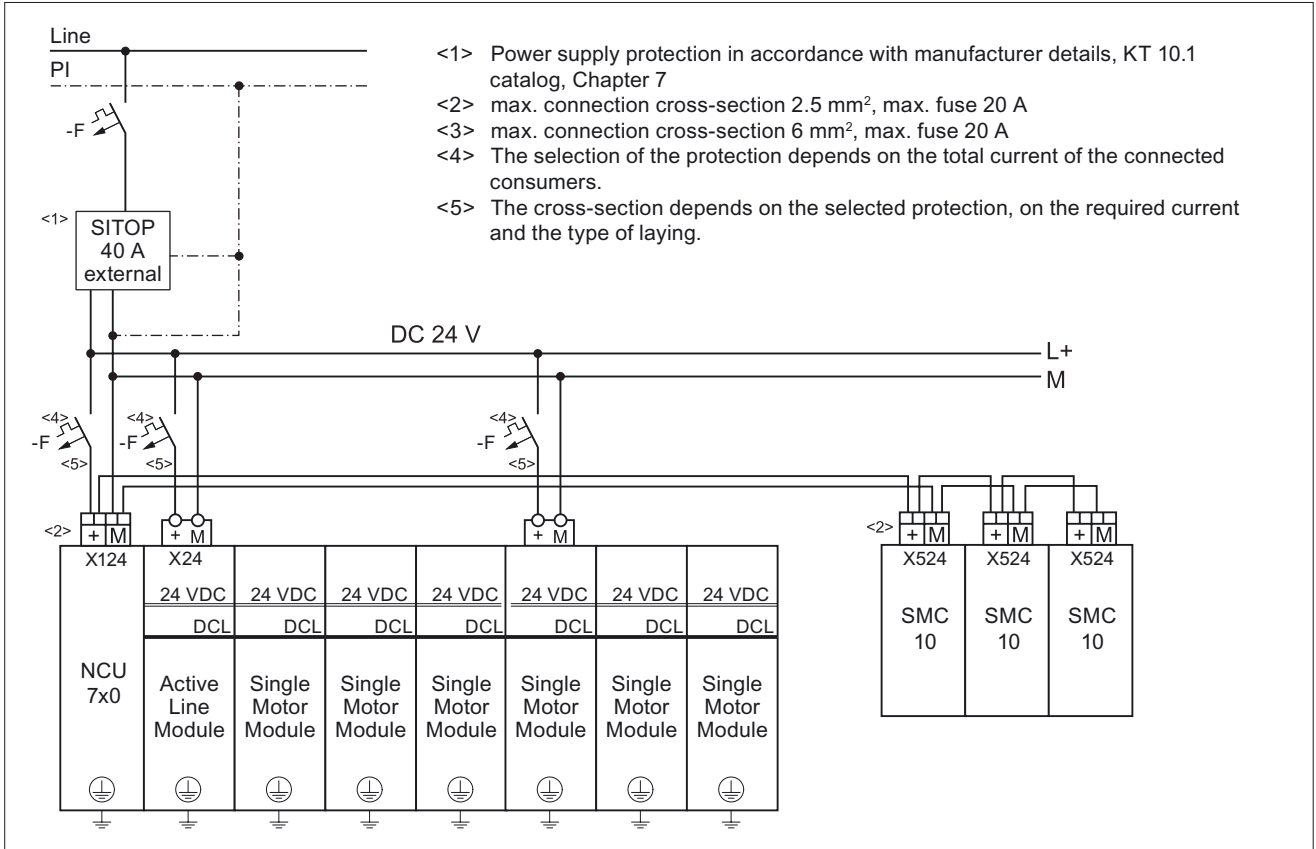 Line
PI
-F
<1>
SITOP
40 A
external
<1> Power supply protection in accordance with manufacturer details, KT 10.1
catalog, Chapter 7
<2> max. connection cross-section 2.5 mm², max. fuse 20 A
<3> max. connection cross-section 6 mm², max. fuse 20 A
<4> The selection of the protection depends on the total current of the connected
consumers.
<5> The cross-section depends on the selected protection, on the required current
and the type of laying.
DC 24 V
L+
M
<4> <4> <4>
-F -F -F
<5> <5> <5>
<2> + M + M + M <2> + M + M + M
X124 X24 X524 X524 X524
24 VDC 24 VDC 24 VDC 24 VDC 24 VDC 24 VDC 24 VDC
DCL DCL DCL DCL DCL DCL DCL
SMC SMC SMC
10 10 10
NCU
7x0
Active Single Single Single Single Single Single
Line Motor Motor Motor Motor Motor Motor
Module Module Module Module Module Module Module